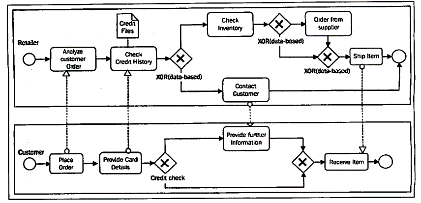 Credit
Files
Check
Inventory
Order from
supplier
Retailer
Analyze
customer
Order
Check
Credit History
XOR(data-based)
XOR(data-based)
XOR(data-based)
Ship Item
Contact
Customer
Customer
Place
Order
Provide Card
Details
Credit check
Provide further
Information
Receive Item